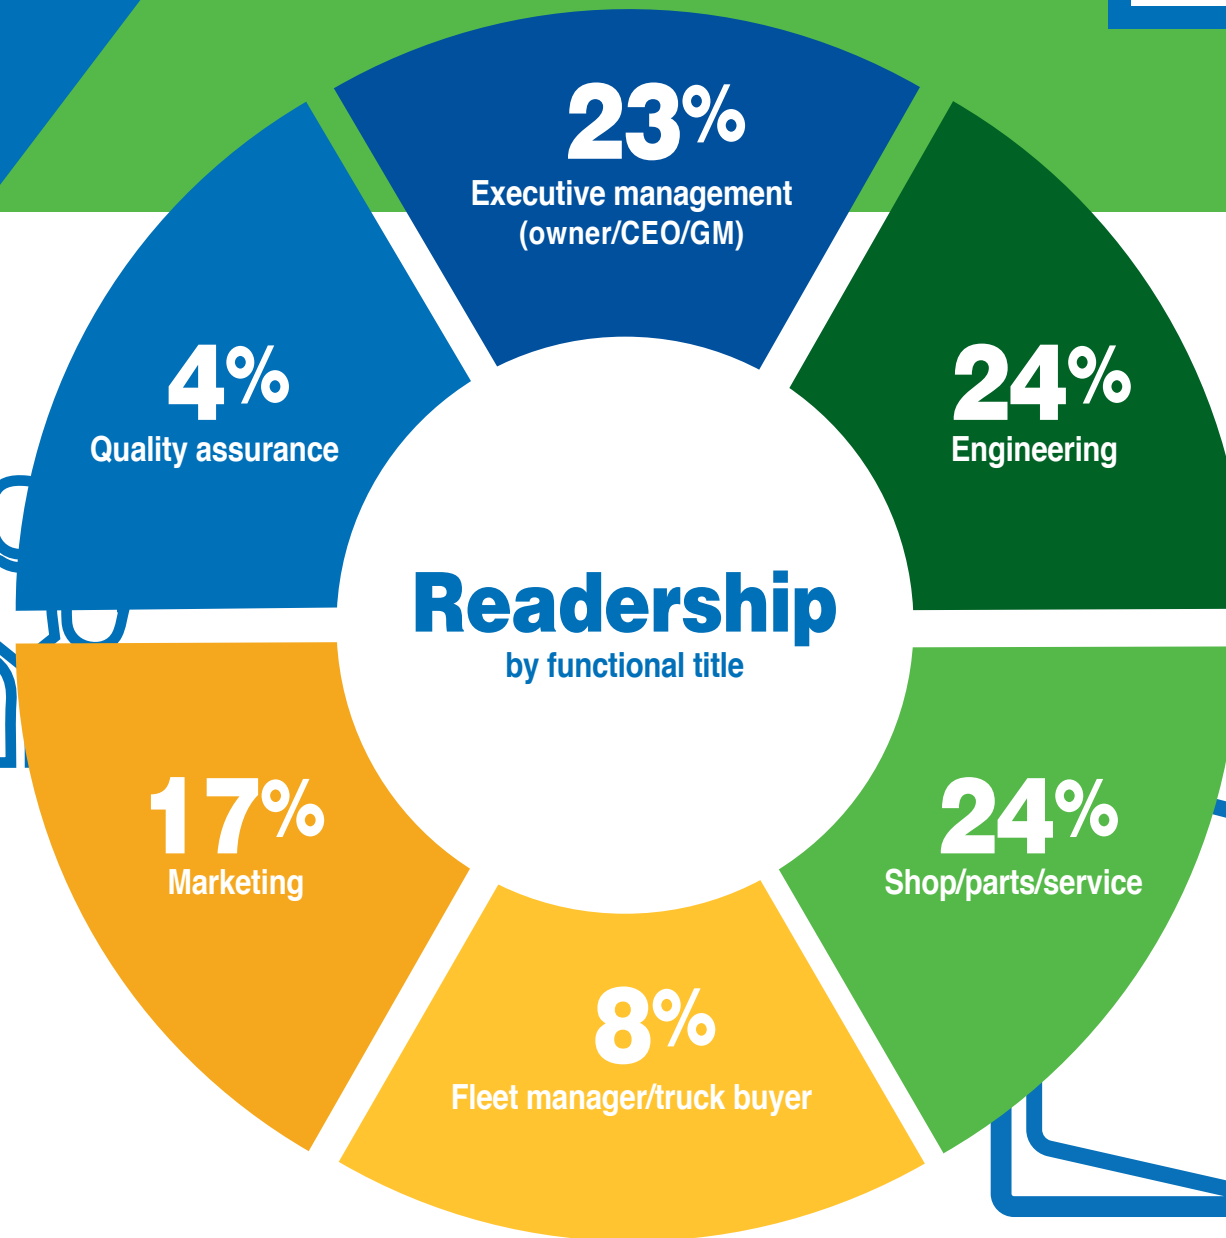 23%
Executive management
(owner/CEO/GM)
4%
Quality assurance
24%
Engineering
Readership
by functional title
17%
Marketing
24%
Shop/parts/service
8%
Fleet manager/truck buyer